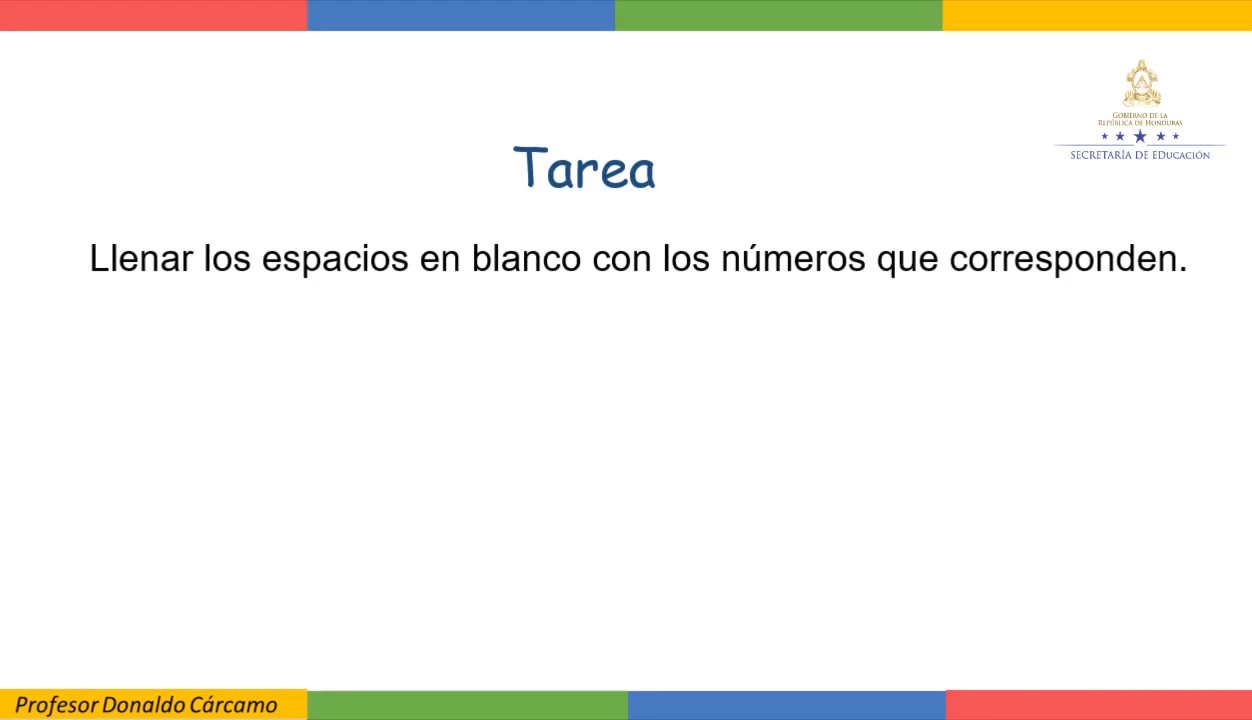 GOBIERNO DE LA
REPÚBLICA DE HONDURAS
SECRETARÍA DE EDUCACIÓN
Tarea
Llenar los espacios en blanco con los números que corresponden.
Profesor Donaldo Cárcamo